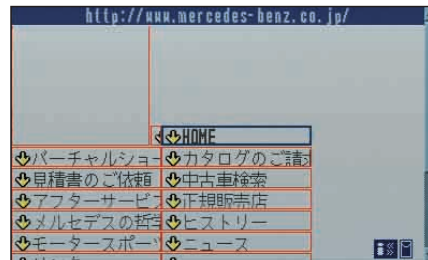 http://www.mercedes-benz.co.jp/
HOME
バーチャルショー カタログのご請求
見積書のご依頼 中古車検索
アフターサービス 正規販売店
メルセデスの哲学 ヒストリー
モータースポーツ ニュース